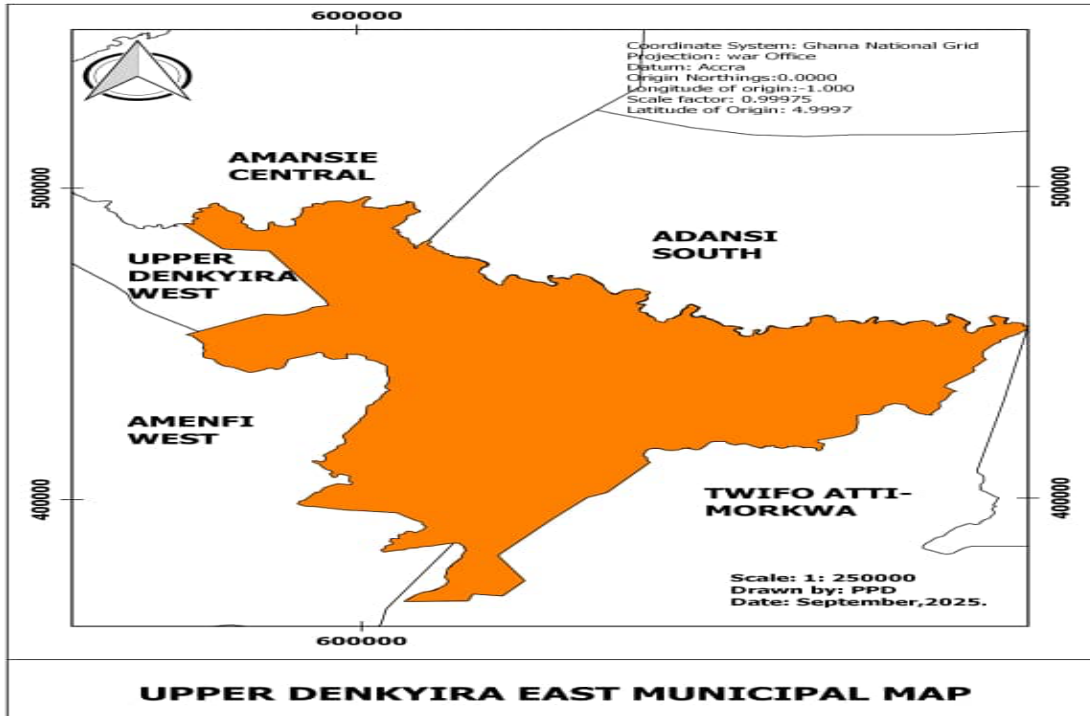 600000
Coordinate System: Ghana National Grid
Projection: war Office
Datum: Accra
Origin Northings:0.0000
Longitude of origin:-1.000
Scale factor: 0.99975
Latitude of Origin: 4.9997
AMANSIE
CENTRAL
500000
500000
ADANSI
SOUTH
UPPER
DENKYIRA
WEST
AMENFI
WEST
400000
400000
TWIFO ATTI-
MORKWA
Scale: 1: 250000
Drawn by: PPD
Date: September,2025.
600000
UPPER DENKYIRA EAST MUNICIPAL MAP